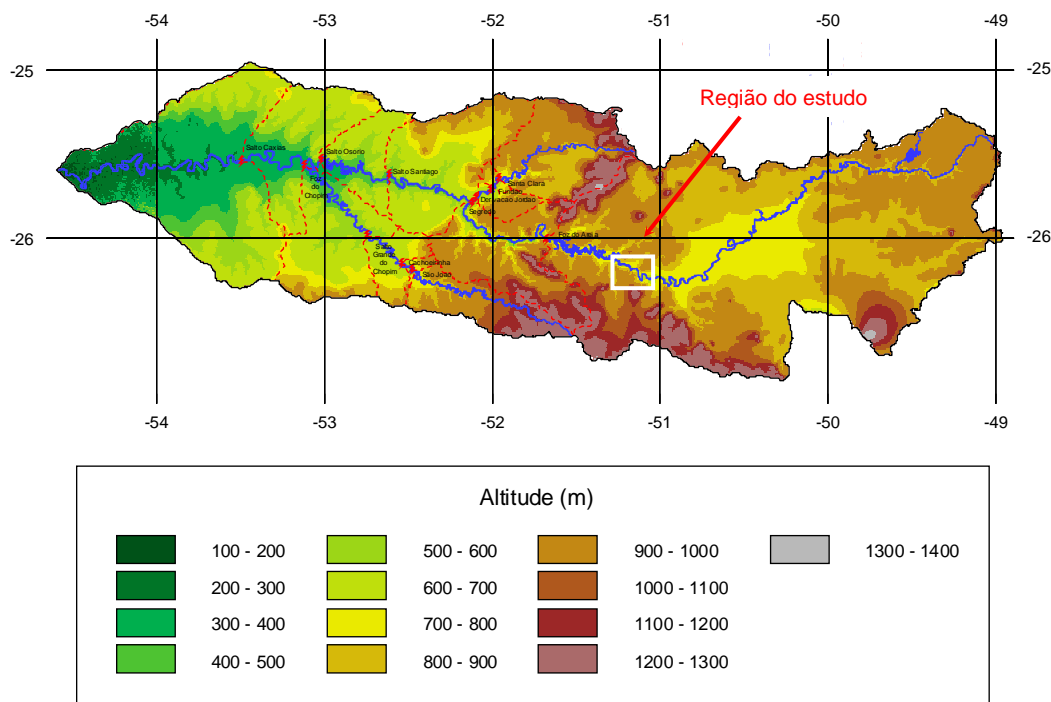 -54 -53 -52 -51 -50 -49
-25 -25
Região do estudo
Salto Caxias
Salto Osorio
Foz
do
Chopim
Salto Santiago
Santa Clara
Fundão
Derivacao Jordao
Segredo
-26 -26
Foz do Areia
Salto
Grande
do
Chopim
Cachoeirinha
São João
-54 -53 -52 -51 -50 -49
Altitude (m)
100 - 200 500 - 600 900 - 1000 1300 - 1400
200 - 300 600 - 700 1000 - 1100
300 - 400 700 - 800 1100 - 1200
400 - 500 800 - 900 1200 - 1300